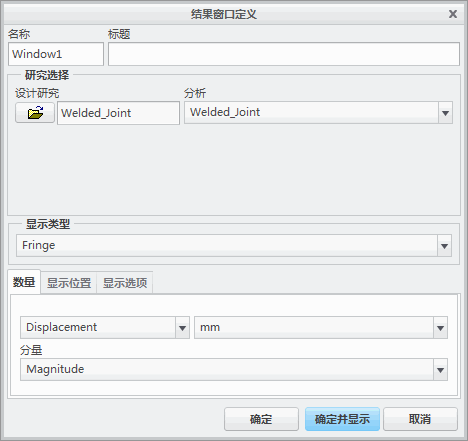 结果窗口定义
名称 标题
Window1
研究选择
设计研究 分析
Welded_Joint Welded_Joint
显示类型
Fringe
数量 显示位置 显示选项
Displacement mm
分量
Magnitude
确定 确定并显示 取消